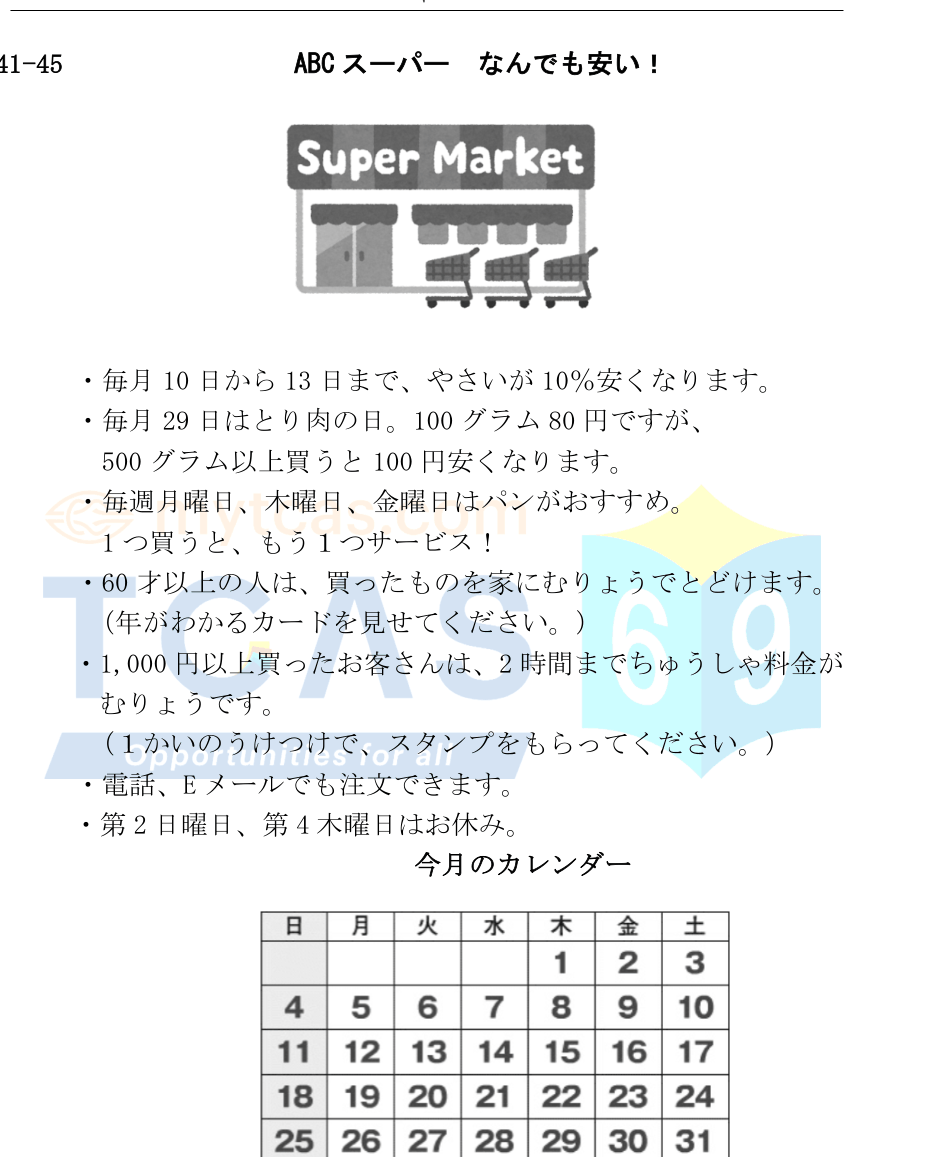 41-45
ABC スーパー　なんでも安い！
Super Market
・毎月 10 日から 13 日まで、やさいが 10％安くなります。
・毎月 29 日はとり肉の日。100 グラム 80 円ですが、
500 グラム以上買うと 100 円安くなります。
・毎週月曜日、木曜日、金曜日はパンがおすすめ。
mytcas.com
1つ買うと、もう１つサービス！
・60 才以上の人は、買ったものを家にむりょうでとどけます。
(年がわかるカードを見せてください。)
TCAS 69
・1,000 円以上買ったお客さんは、2 時間までちゅうしゃ料金が
むりょうです。
(１かいのうけつけで、スタンプをもらってください。)
Opportunities for all
・電話、E メールでも注文できます。
・第 2 日曜日、第 4 木曜日はお休み。
今月のカレンダー
日 月 火 水 木 金 土
1 2 3
4 5 6 7 8 9 10
11 12 13 14 15 16 17
18 19 20 21 22 23 24
25 26 27 28 29 30 31